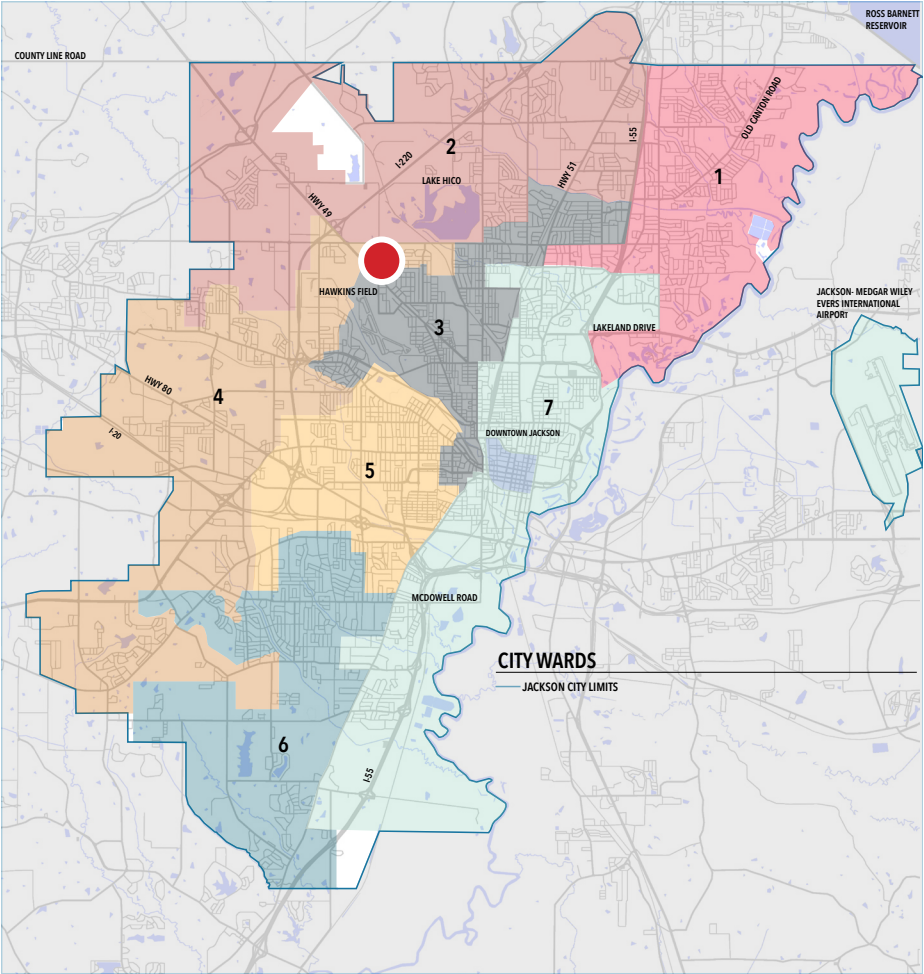 ROSS BARNETT
RESERVOIR
COUNTY LINE ROAD
OLD CANTON ROAD
I-55
I-220
2
HWY 51
1
LAKE HICO
HWY 49
HAWKINS FIELD
JACKSON- MEDGAR WILEY
EVERS INTERNATIONAL
AIRPORT
3
LAKELAND DRIVE
HWY 80
4
7
I-20
DOWNTOWN JACKSON
5
MCDOWELL ROAD
CITY WARDS
JACKSON CITY LIMITS
6
I-55